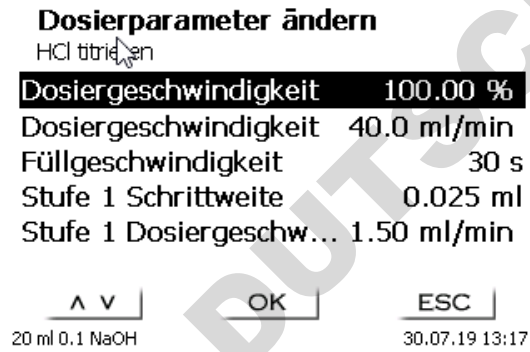 Dosierparameter ändern
HCl titrieren
Dosiergeschwindigkeit 100.00 %
Dosiergeschwindigkeit 40.0 ml/min
Füllgeschwindigkeit 30 s
Stufe 1 Schrittweite 0.025 ml
Stufe 1 Dosiergeschw... 1.50 ml/min
∧ ∨ OK ESC
20 ml 0.1 NaOH 30.07.19 13:17